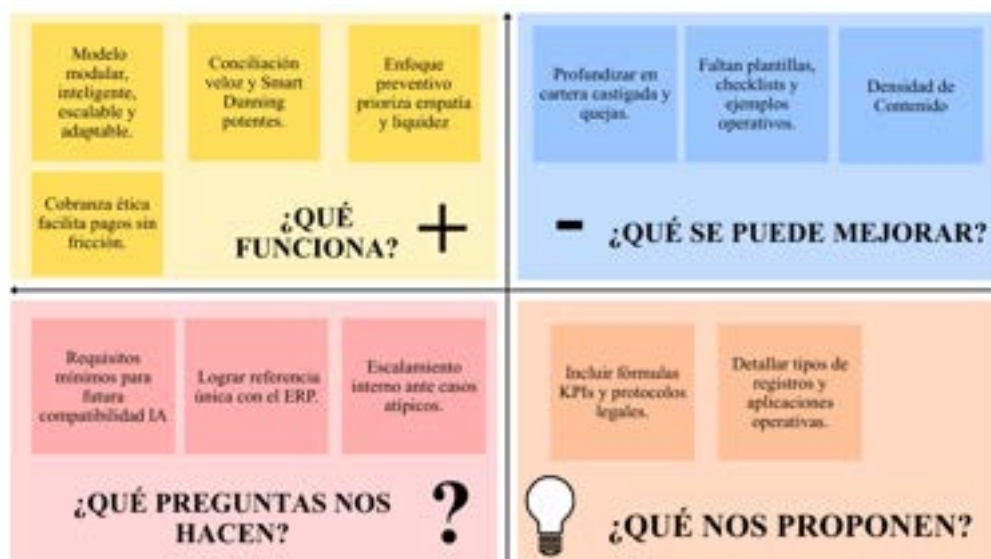 Modelo
modular,
inteligente,
escalable y
adaptable.
Conciliación
veloz y Smart
Dunning
potentes.
Enfoque
preventivo
prioriza empatía
y liquidez
Cobranza ética
facilita pagos sin
fricción.
¿QUÉ
FUNCIONA?
+
Profundizar en
cartera castigada y
quejas.
Faltan plantillas,
checklists y
ejemplos
operativos.
Densidad de
Contenido
-
¿QUÉ SE PUEDE MEJORAR?
Requisitos
mínimos para
futura
compatibilidad IA
Lograr referencia
única con el ERP.
Escalamiento
interno ante casos
atípicos.
¿QUÉ PREGUNTAS NOS
HACEN?
?
Incluir fórmulas
KPIs y protocolos
legales.
Detallar tipos de
registros y
aplicaciones
operativas.
¿QUÉ NOS PROPONEN?